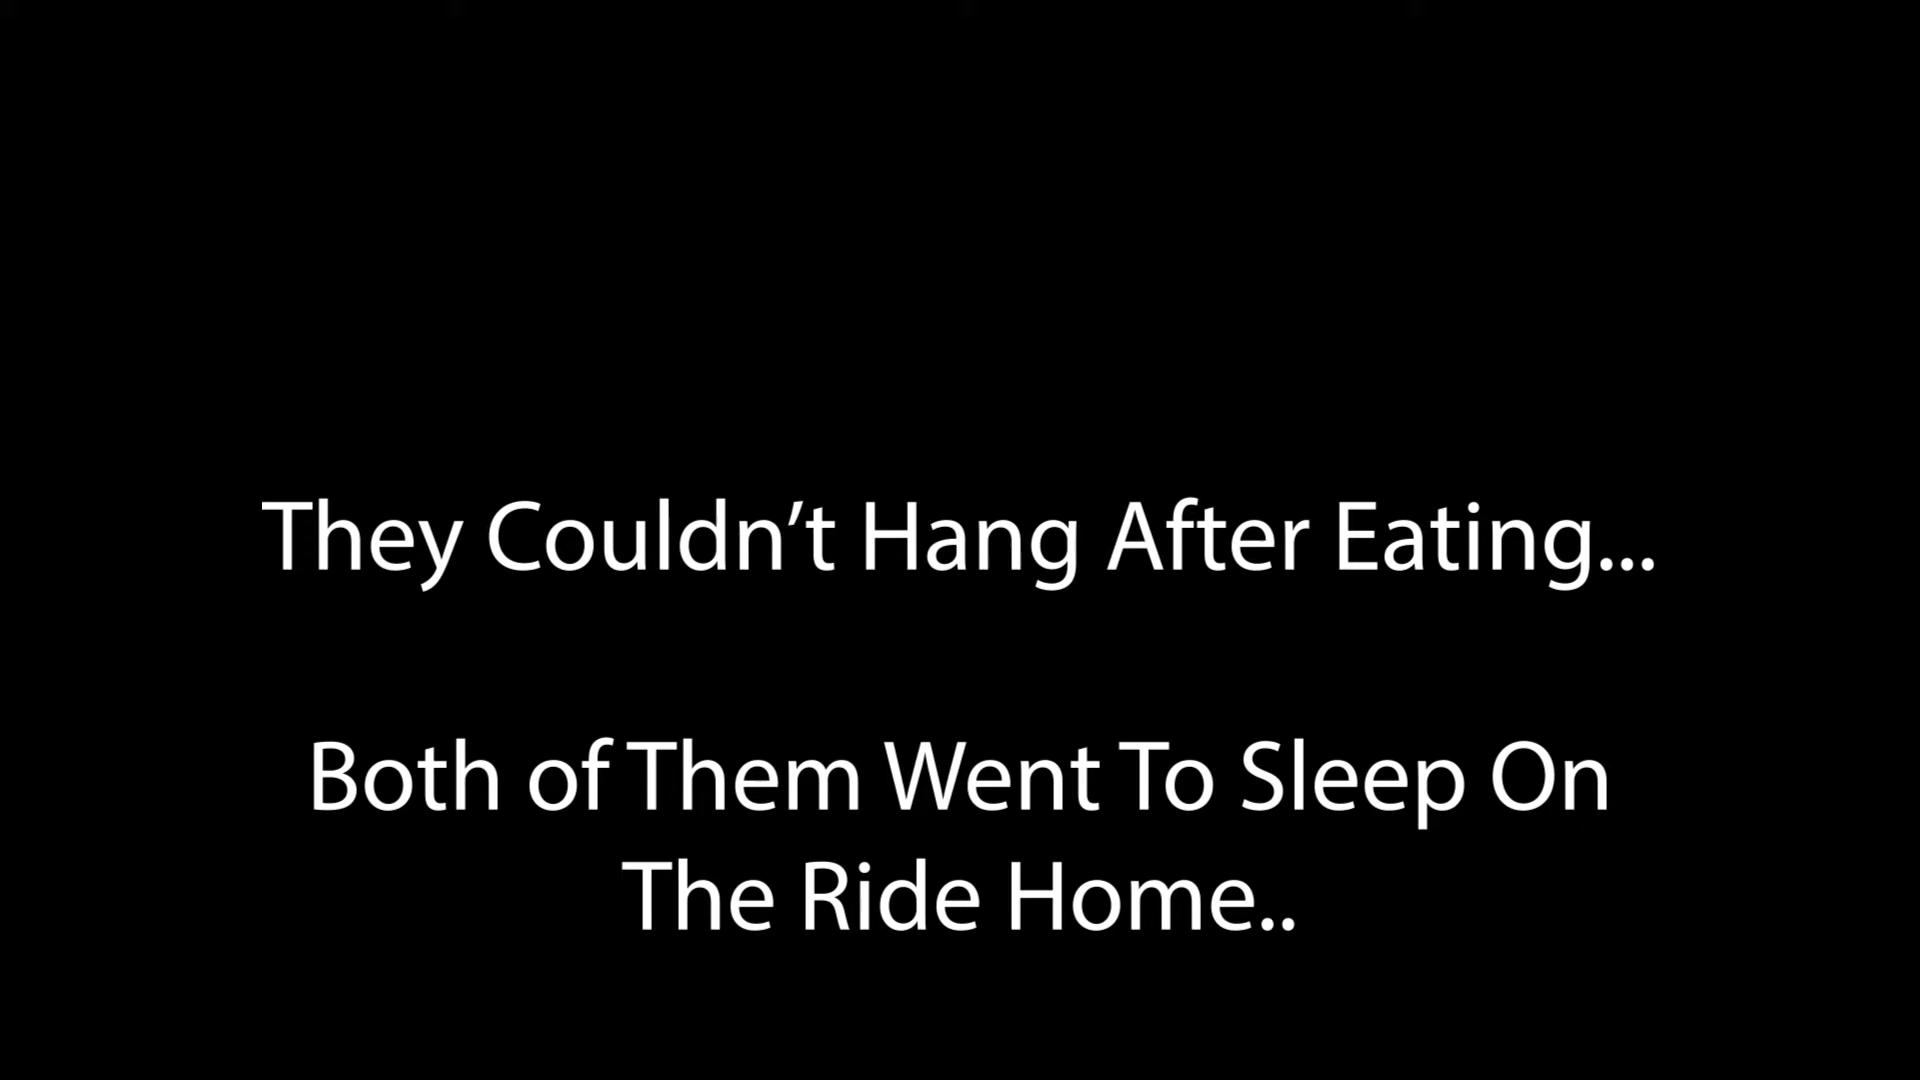 They Couldn’t Hang After Eating...
Both of Them Went To Sleep On
The Ride Home..